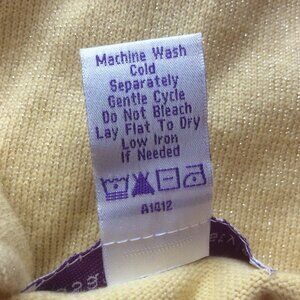 Machine Wash
Cold
Separately
Gentle Cycle
Do Not Bleach
Lay Flat To Dry
Low Iron
If Needed
A1412